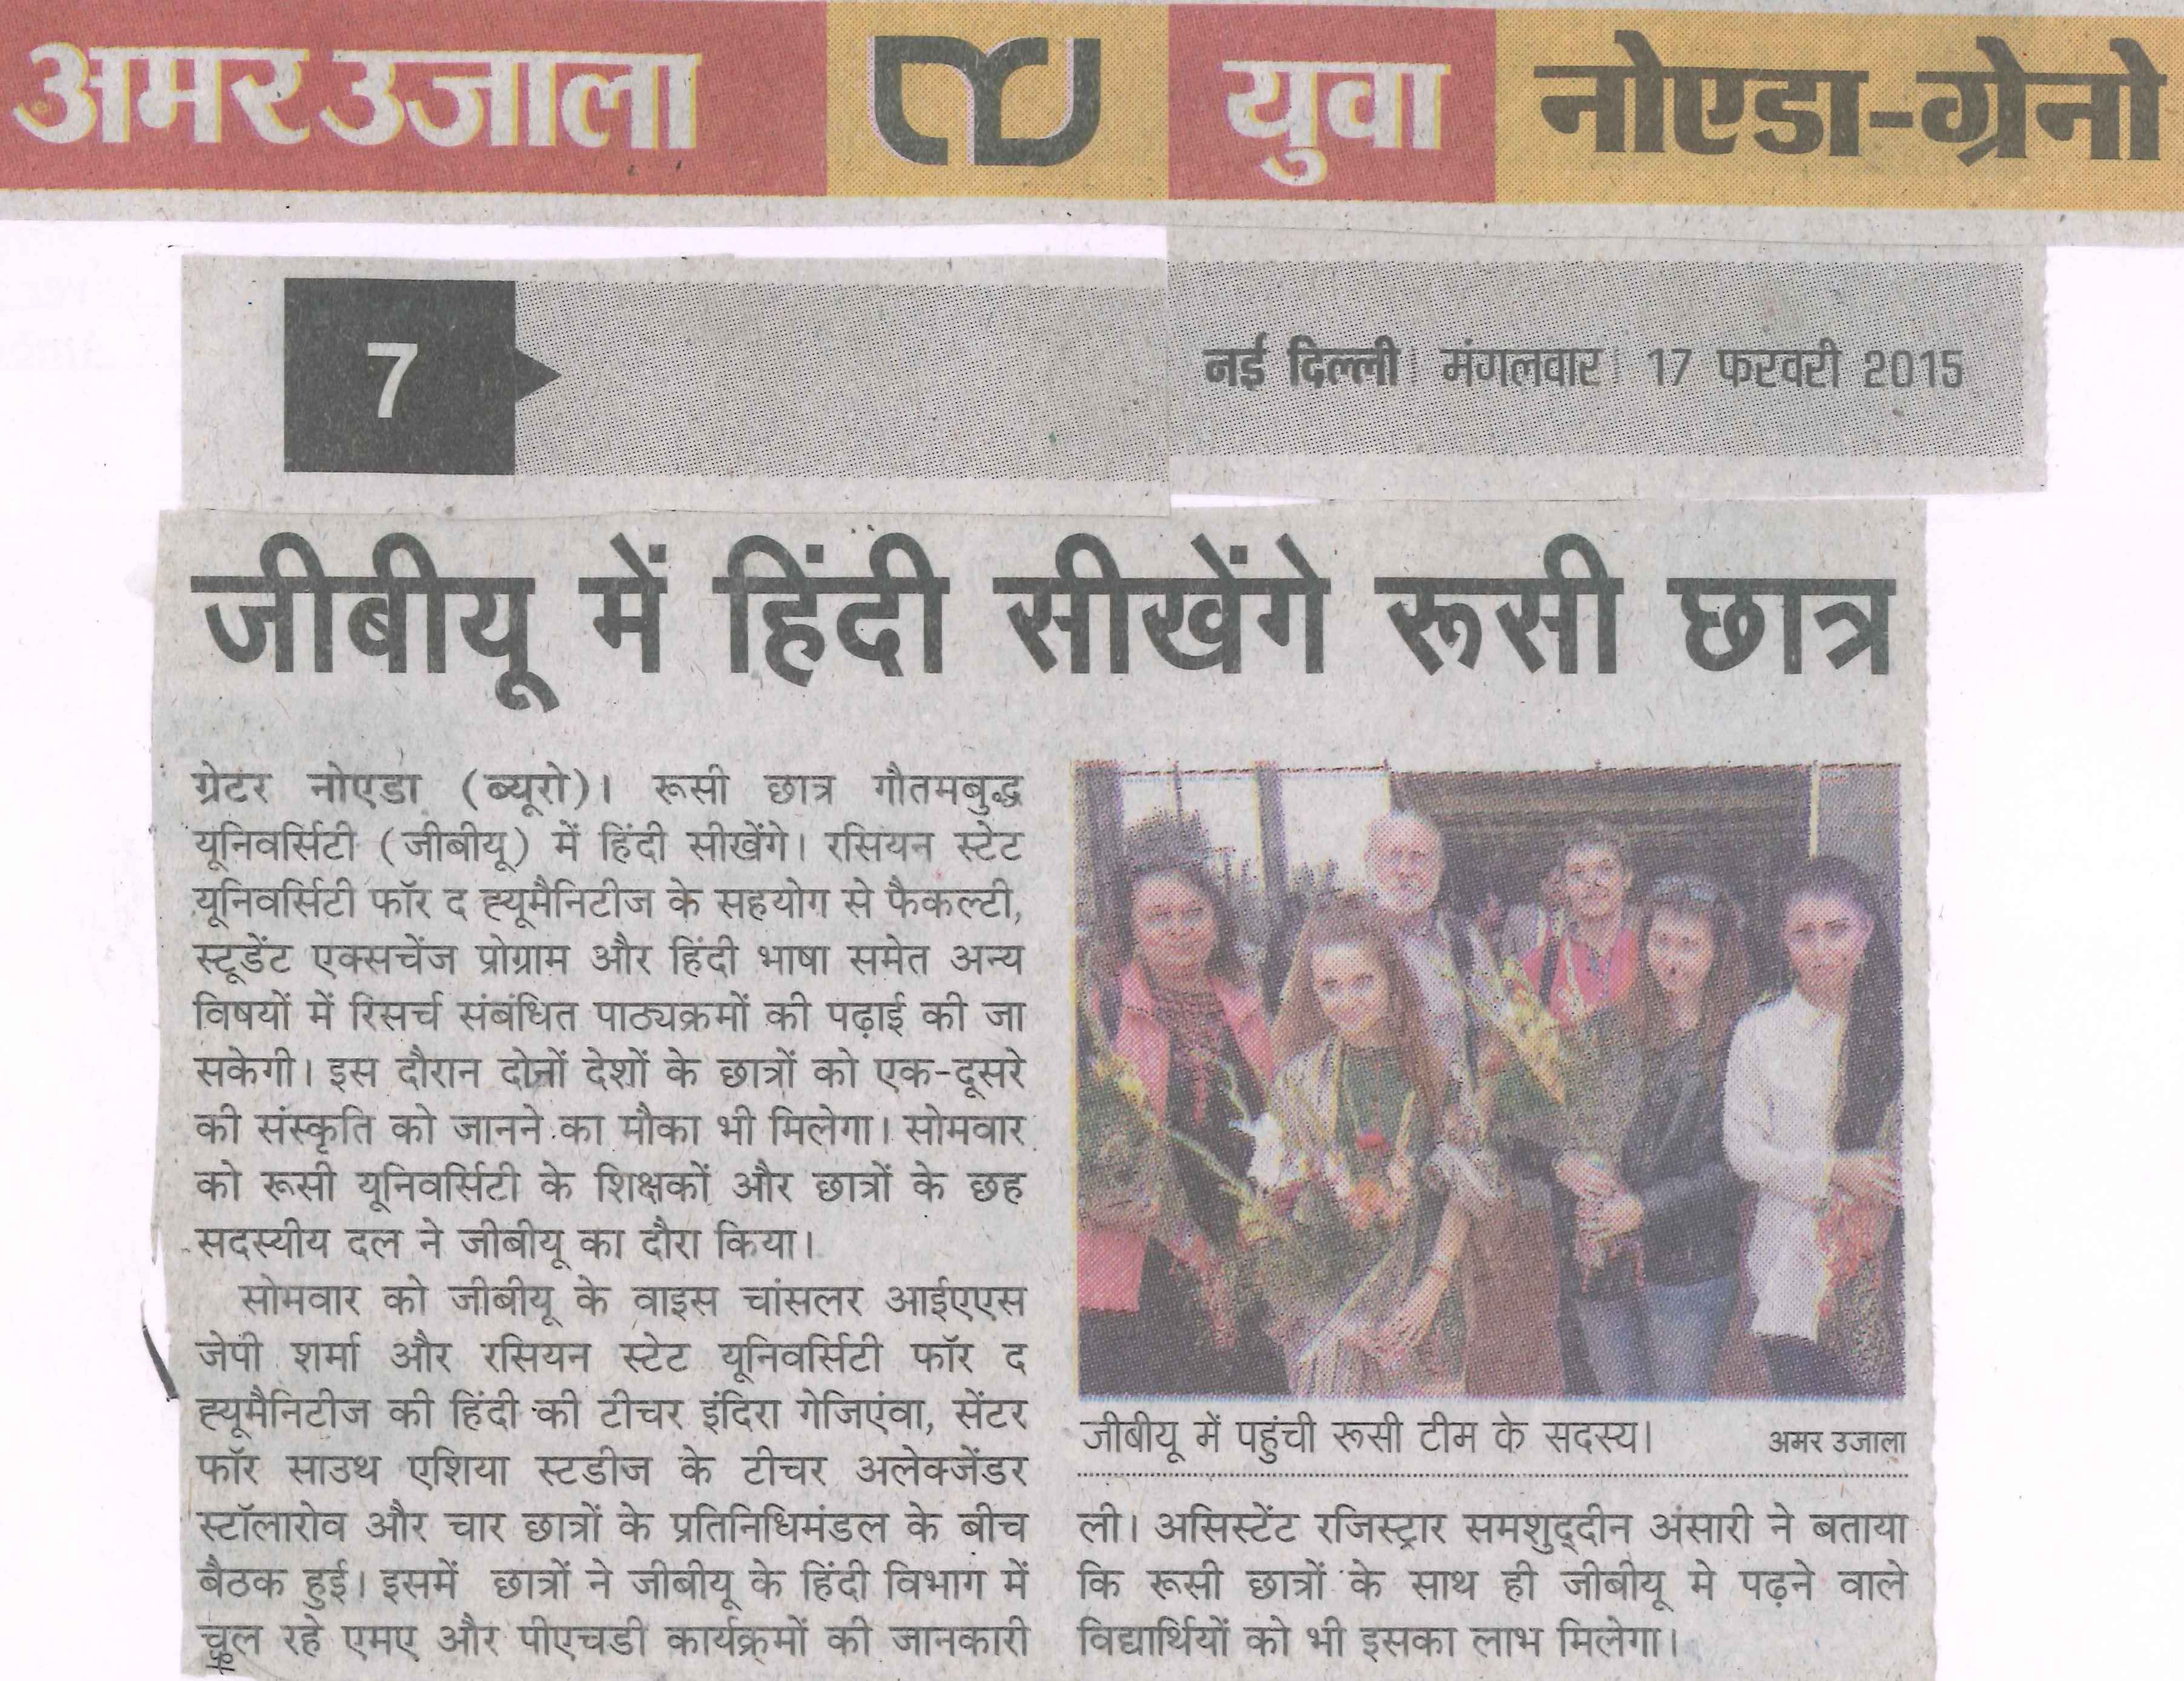 अमर उजाला
युवा
नोएडा-ग्रेनो
7
नई दिल्ली। मंगलवार। 17 फरवरी 2015
जीबीयू में हिंदी सीखेंगे रूसी छात्र
ग्रेटर नोएडा (ब्यूरो)। रूसी छात्र गौतमबुद्ध
यूनिवर्सिटी (जीबीयू) में हिंदी सीखेंगे। रसियन स्टेट
यूनिवर्सिटी फॉर द ह्यूमैनिटीज के सहयोग से फैकल्टी,
स्टूडेंट एक्सचेंज प्रोग्राम और हिंदी भाषा समेत अन्य
विषयों में रिसर्च संबंधित पाठ्यक्रमों की पढ़ाई की जा
सकेगी। इस दौरान दोनों देशों के छात्रों को एक-दूसरे
की संस्कृति को जानने का मौका भी मिलेगा। सोमवार
को रूसी यूनिवर्सिटी के शिक्षकों और छात्रों के छह
सदस्यीय दल ने जीबीयू का दौरा किया।
सोमवार को जीबीयू के वाइस चांसलर आईएएस
जेपी शर्मा और रसियन स्टेट यूनिवर्सिटी फॉर द
ह्यूमैनिटीज की हिंदी की टीचर इंदिरा गेजिएंवा, सेंटर
फॉर साउथ एशिया स्टडीज के टीचर अलेक्जेंडर
स्टॉलारोव और चार छात्रों के प्रतिनिधिमंडल के बीच
बैठक हुई। इसमें छात्रों ने जीबीयू के हिंदी विभाग में
चल रहे एमए और पीएचडी कार्यक्रमों की जानकारी
जीबीयू में पहुंची रूसी टीम के सदस्य। अमर उजाला
ली। असिस्टेंट रजिस्ट्रार समशुद्दीन अंसारी ने बताया
कि रूसी छात्रों के साथ ही जीबीयू मे पढ़ने वाले
विद्यार्थियों को भी इसका लाभ मिलेगा।